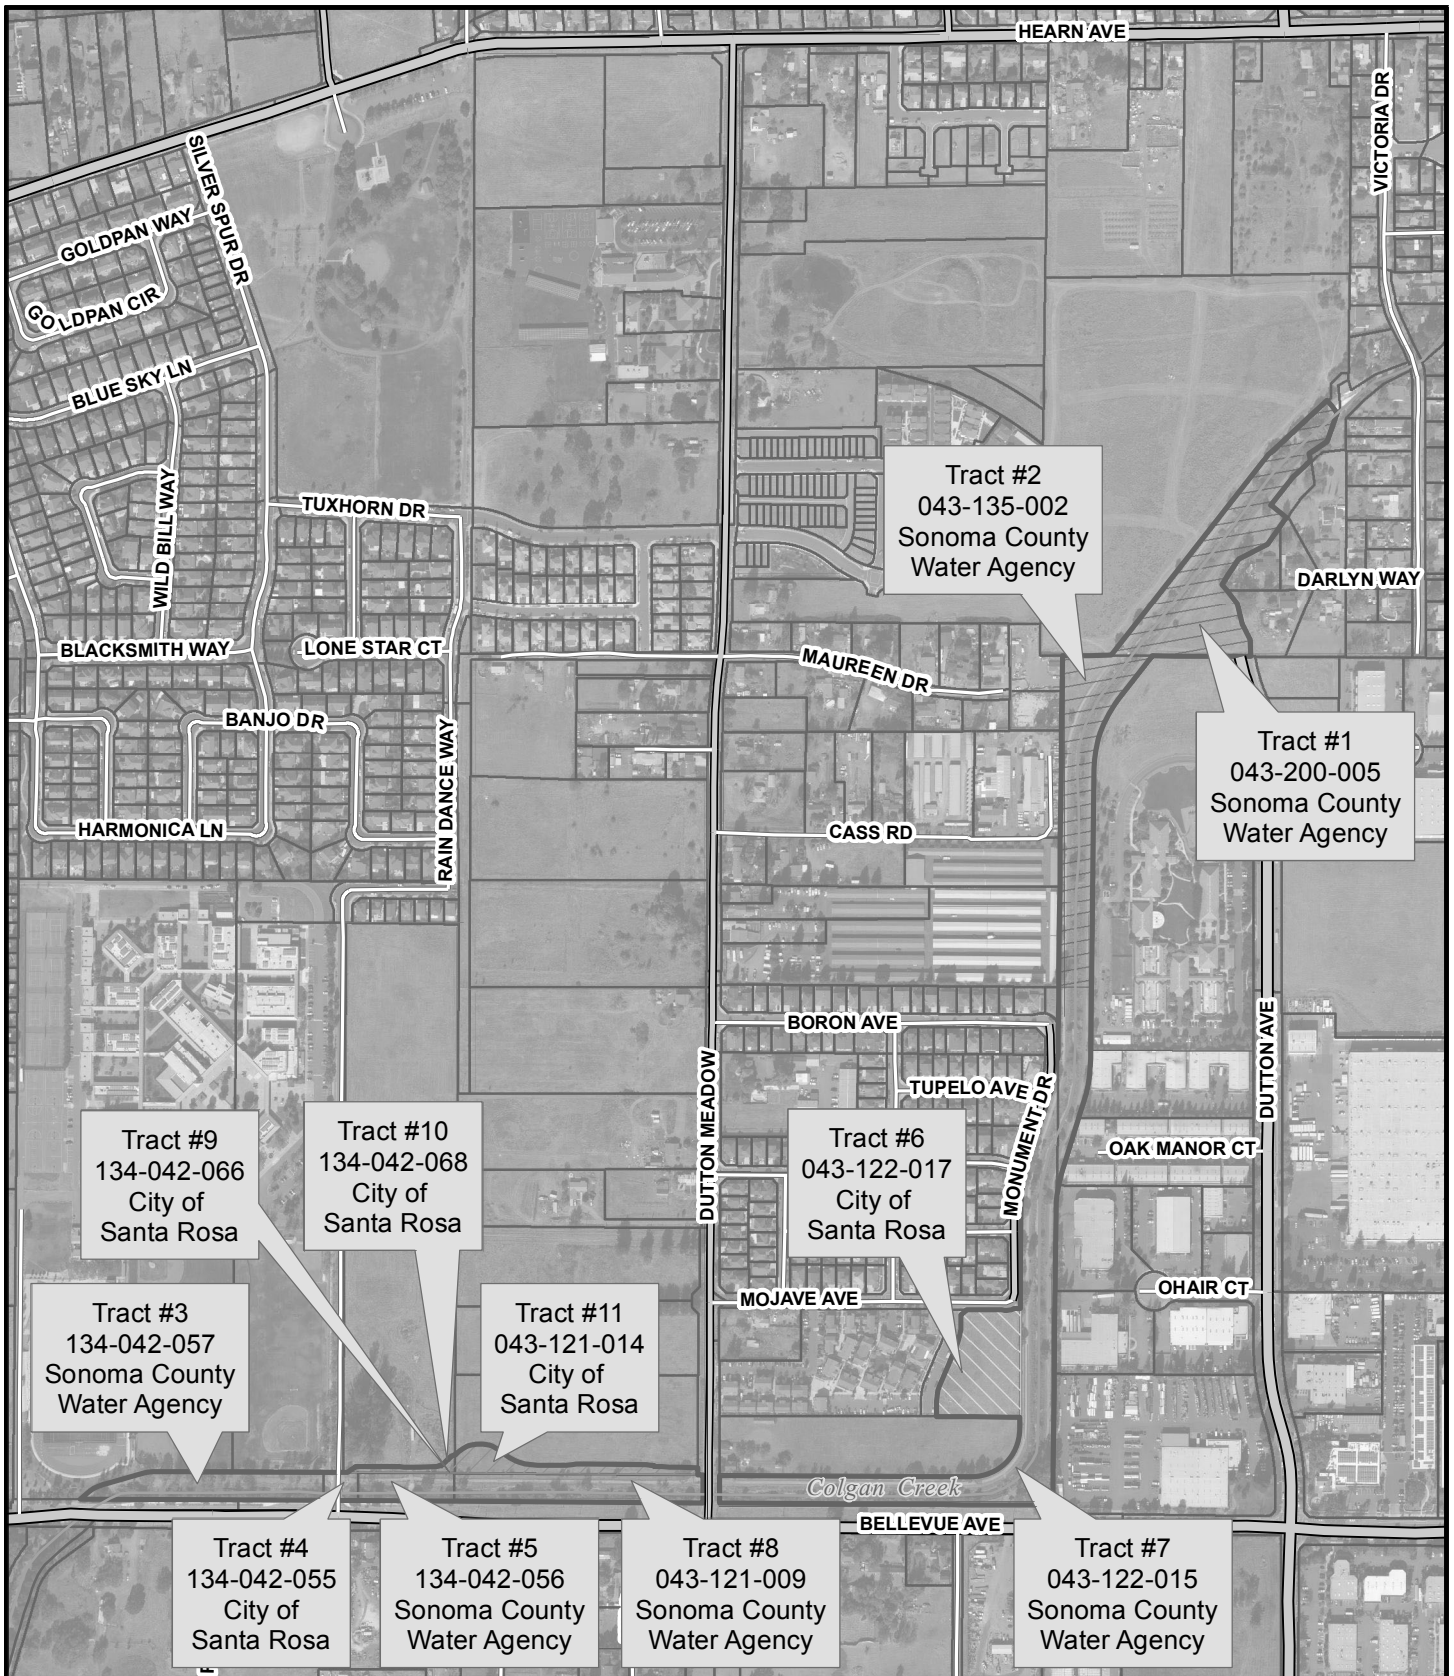 HEARN AVE
VICTORIA DR
SILVER SPUR DR
GOLDPAN WAY
GOLDPAN CIR
BLUE SKY LN
WILD BILL WAY
TUXHORN DR
Tract #2
043-135-002
Sonoma County
Water Agency
DARLYN WAY
BLACKSMITH WAY
LONE STAR CT
MAUREEN DR
BANJO DR
RAIN DANCE WAY
Tract #1
043-200-005
Sonoma County
Water Agency
HARMONICA LN
CASS RD
BORON AVE
DUTTON AVE
DUTTON MEADOW
TUPELO AVE
MONUMENT DR
OAK MANOR CT
Tract #9
134-042-066
City of
Santa Rosa
Tract #10
134-042-068
City of
Santa Rosa
Tract #6
043-122-017
City of
Santa Rosa
OHAIR CT
MOJAVE AVE
Tract #3
134-042-057
Sonoma County
Water Agency
Tract #11
043-121-014
City of
Santa Rosa
Colgan Creek
BELLEVUE AVE
Tract #4
134-042-055
City of
Santa Rosa
Tract #5
134-042-056
Sonoma County
Water Agency
Tract #8
043-121-009
Sonoma County
Water Agency
Tract #7
043-122-015
Sonoma County
Water Agency